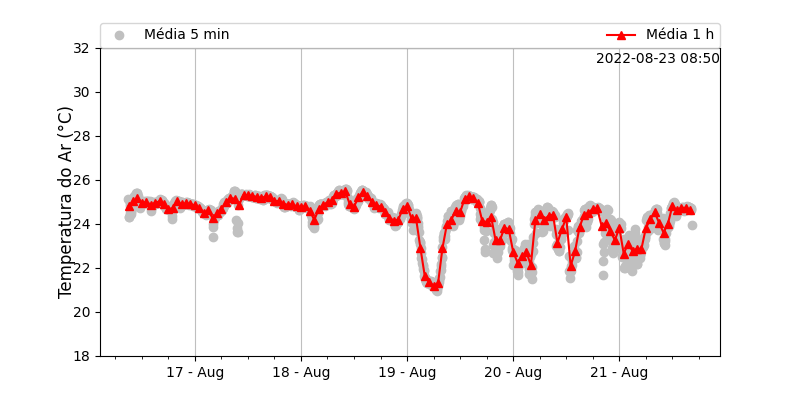 Média 5 min
Média 1 h
2022-08-23 08:50
Temperatura do Ar (°C)
32
30
28
26
24
22
20
18
17 - Aug
18 - Aug
19 - Aug
20 - Aug
21 - Aug